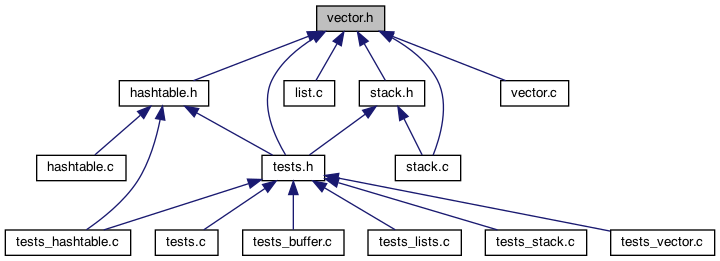 vector.h
hashtable.h
list.c
stack.h
vector.c
hashtable.c
tests.h
stack.c
tests_hashtable.c
tests.c
tests_buffer.c
tests_lists.c
tests_stack.c
tests_vector.c